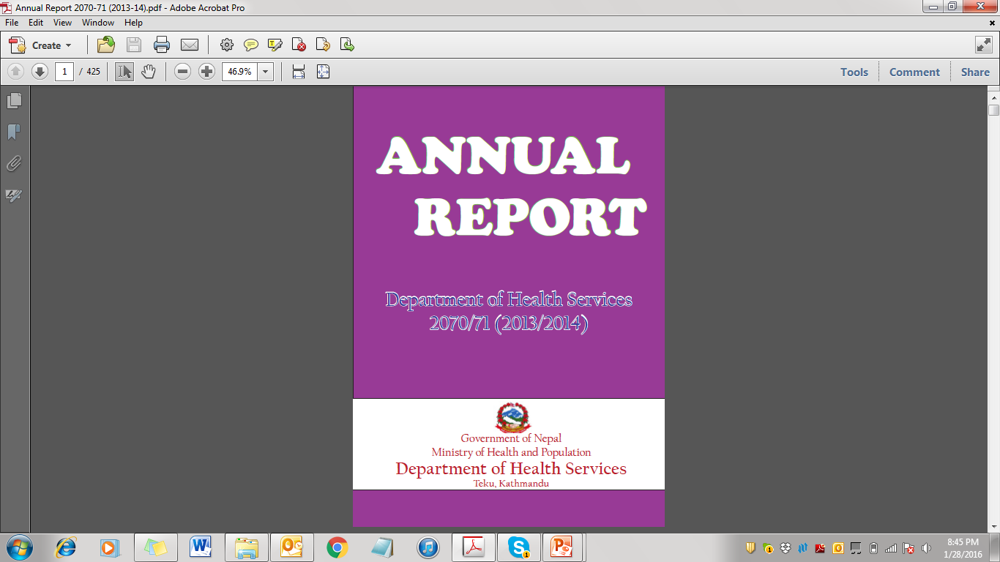 Annual Report 2070-71 (2013-14).pdf - Adobe Acrobat Pro
File Edit View Window Help
Create
1 / 425 46.9% Tools Comment Share
ANNUAL
REPORT
Department of Health Services
2070/71 (2013/2014)
Government of Nepal
Ministry of Health and Population
Department of Health Services
Teku, Kathmandu
8:45 PM
1/28/2016